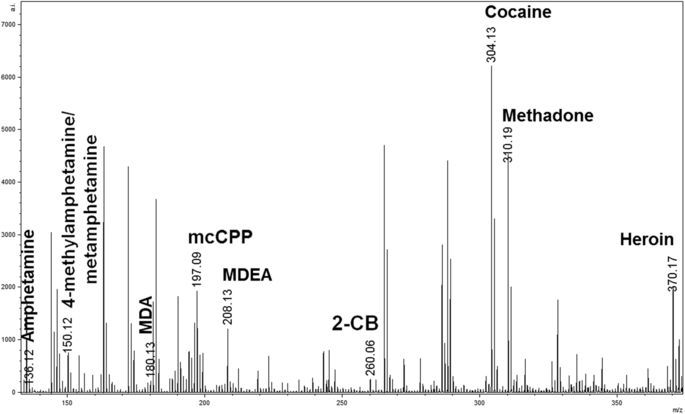 a.i.
7000
6000
5000
4000
3000
2000
1000
0
Amphetamine
136.12
4-methylamphetamine/
metamphetamine
150.12
MDA
180.13
mcCPP
197.09
MDEA
208.13
2-CB
260.06
Cocaine
304.13
Methadone
310.19
Heroin
370.17
150
200
250
300
350
m/z